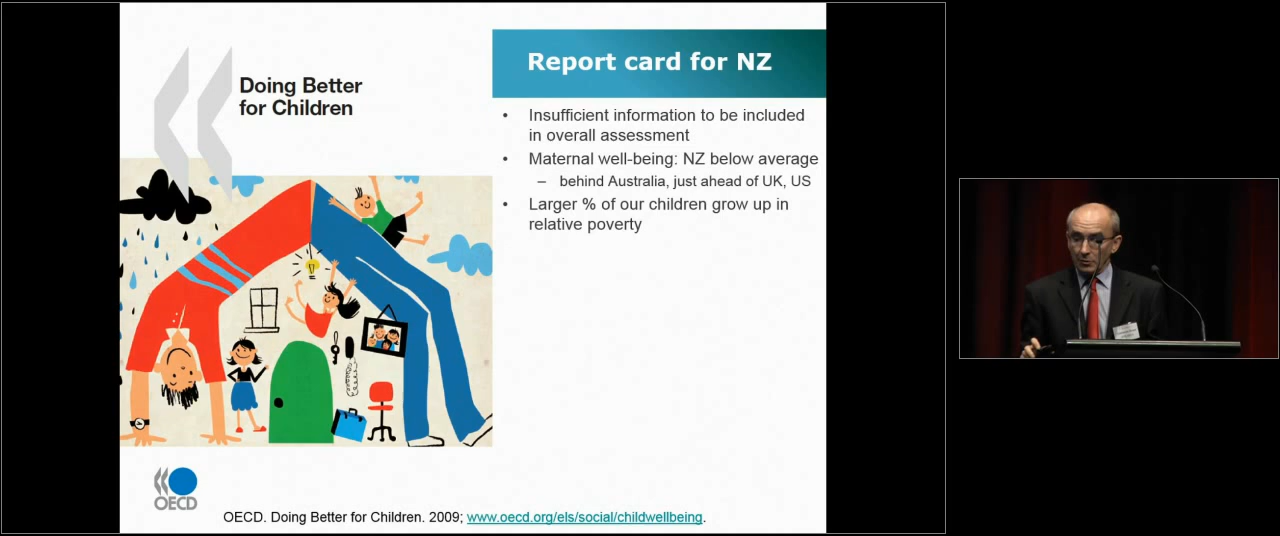 Doing Better
for Children
Report card for NZ
• Insufficient information to be included
in overall assessment
• Maternal well-being: NZ below average
– behind Australia, just ahead of UK, US
• Larger % of our children grow up in
relative poverty
OECD
OECD. Doing Better for Children. 2009; www.oecd.org/els/social/childwellbeing.